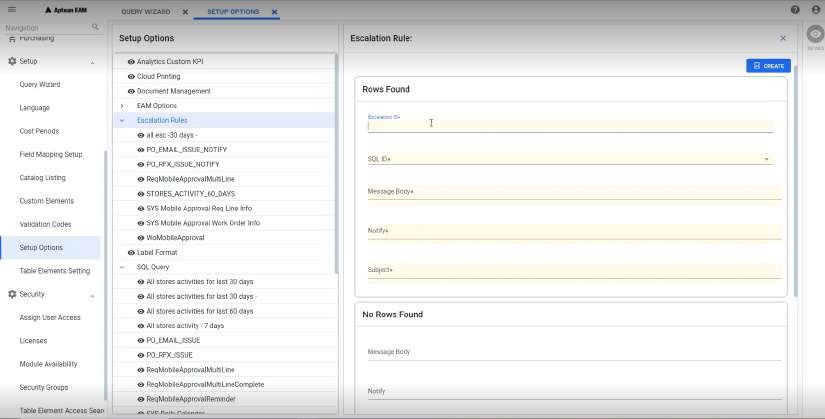 Aptean EAM
QUERY WIZARD
SETUP OPTIONS
Navigation
Purchasing
Setup
Query Wizard
Language
Cost Periods
Field Mapping Setup
Catalog Listing
Custom Elements
Validation Codes
Setup Options
Table Elements Setting
Security
Assign User Access
Licenses
Module Availability
Security Groups
Table Element Access Sear
Setup Options
Analytics Custom KPI
Cloud Printing
Document Management
EAM Options
Escalation Rules
all esc -30 days -
PO_EMAIL_ISSUE_NOTIFY
PO_RFX_ISSUE_NOTIFY
ReqMobileApprovalMultiLine
STORES_ACTIVITY_60_DAYS
SYS Mobile Approval Req Line Info
SYS Mobile Approval Work Order Info
WoMobileApproval
Label Format
SQL Query
All stores activities for last 30 days
All stores activities for last 30 days -
All stores activities for last 60 days
All stores activity - 7 days
PO_EMAIL_ISSUE
PO_RFX_ISSUE
ReqMobileApprovalMultiLine
ReqMobileApprovalMultiLineComplete
ReqMobileApprovalReminder
SYS Daily Calendar
Escalation Rule:
CREATE
Rows Found
Escalation ID*
SQL ID*
Message Body*
Notify*
Subject*
No Rows Found
Message Body
Notify